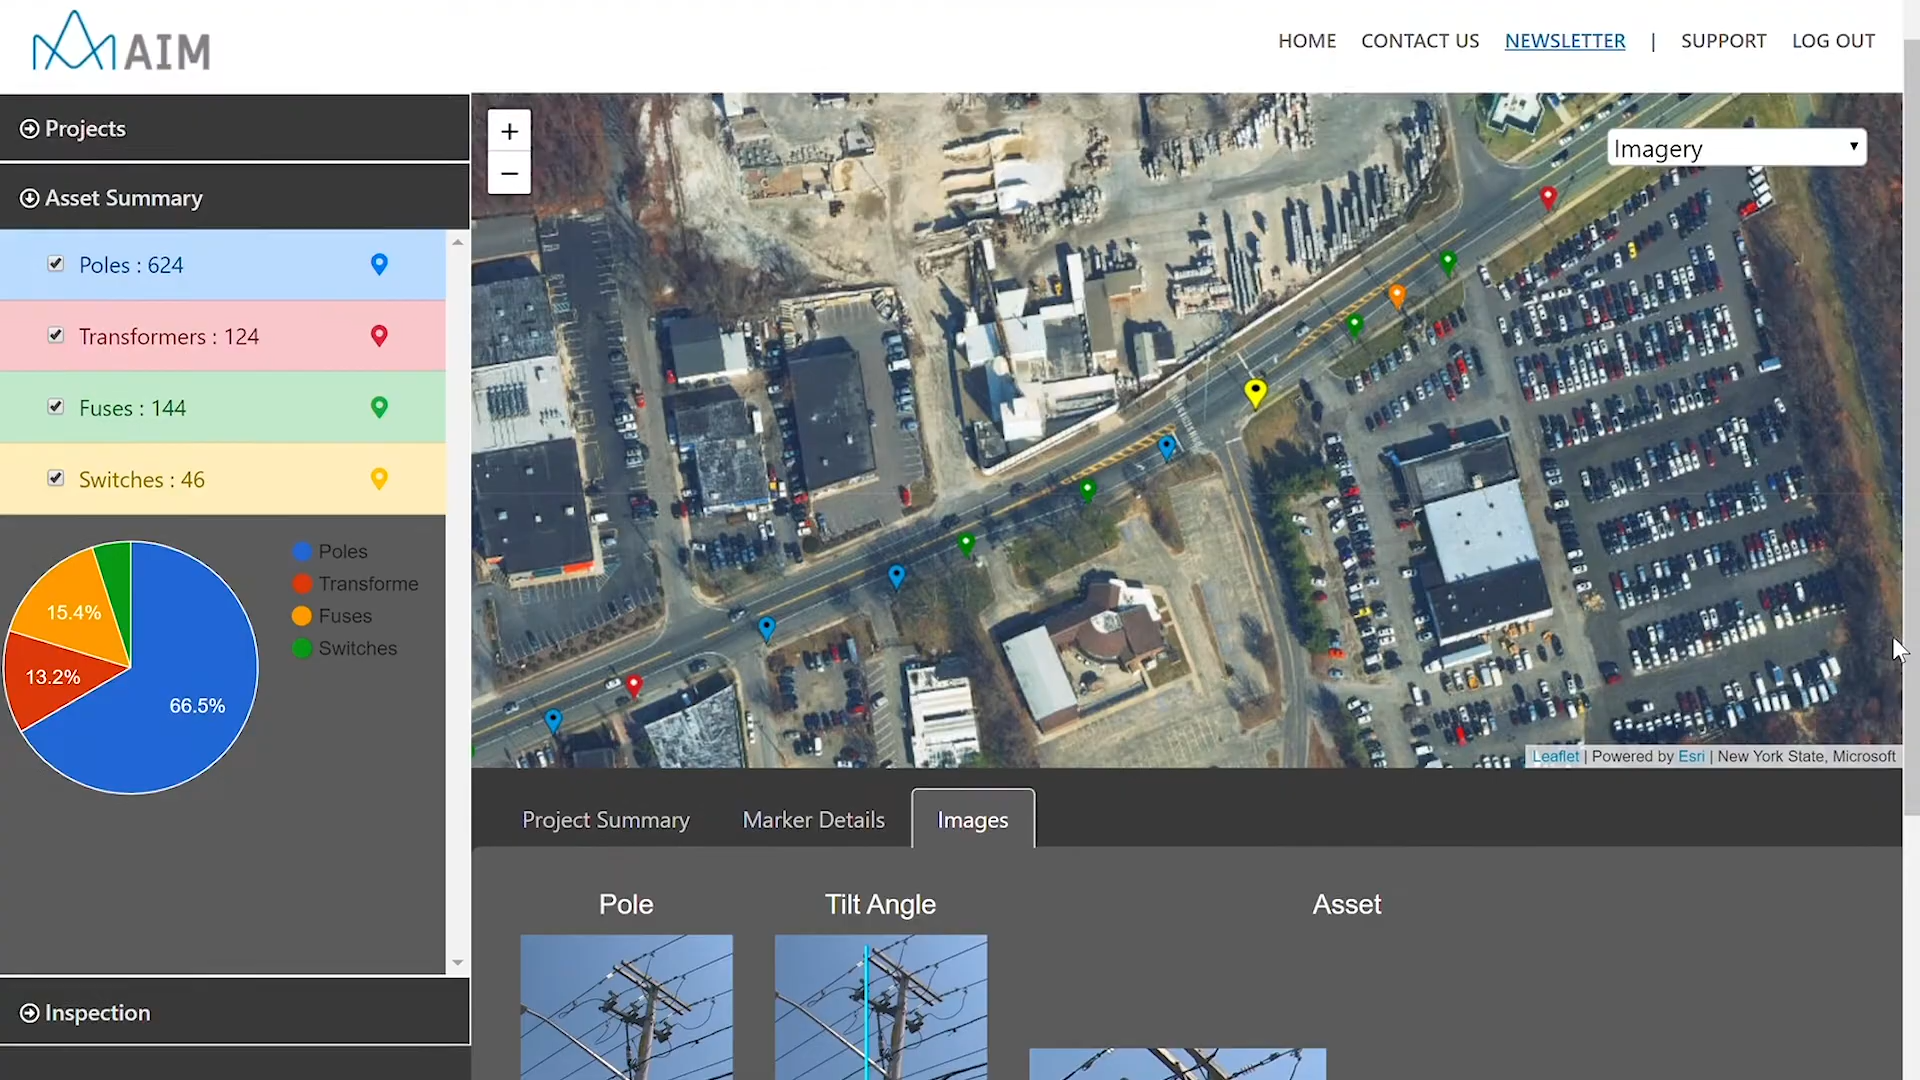 AIM
HOME CONTACT US NEWSLETTER | SUPPORT LOG OUT
Projects
Asset Summary
Poles : 624
Transformers : 124
Fuses : 144
Switches : 46
Poles
Transforme
Fuses
Switches
15.4%
13.2%
66.5%
+
−
Imagery
Leaflet | Powered by Esri | New York State, Microsoft
Project Summary Marker Details Images
Pole Tilt Angle Asset
Inspection